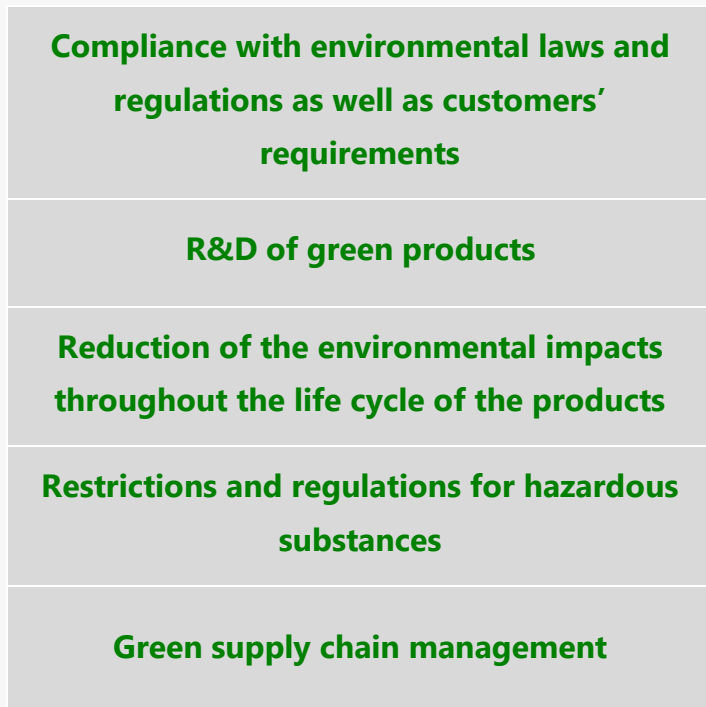 Compliance with environmental laws and
regulations as well as customers’
requirements
R&D of green products
Reduction of the environmental impacts
throughout the life cycle of the products
Restrictions and regulations for hazardous
substances
Green supply chain management